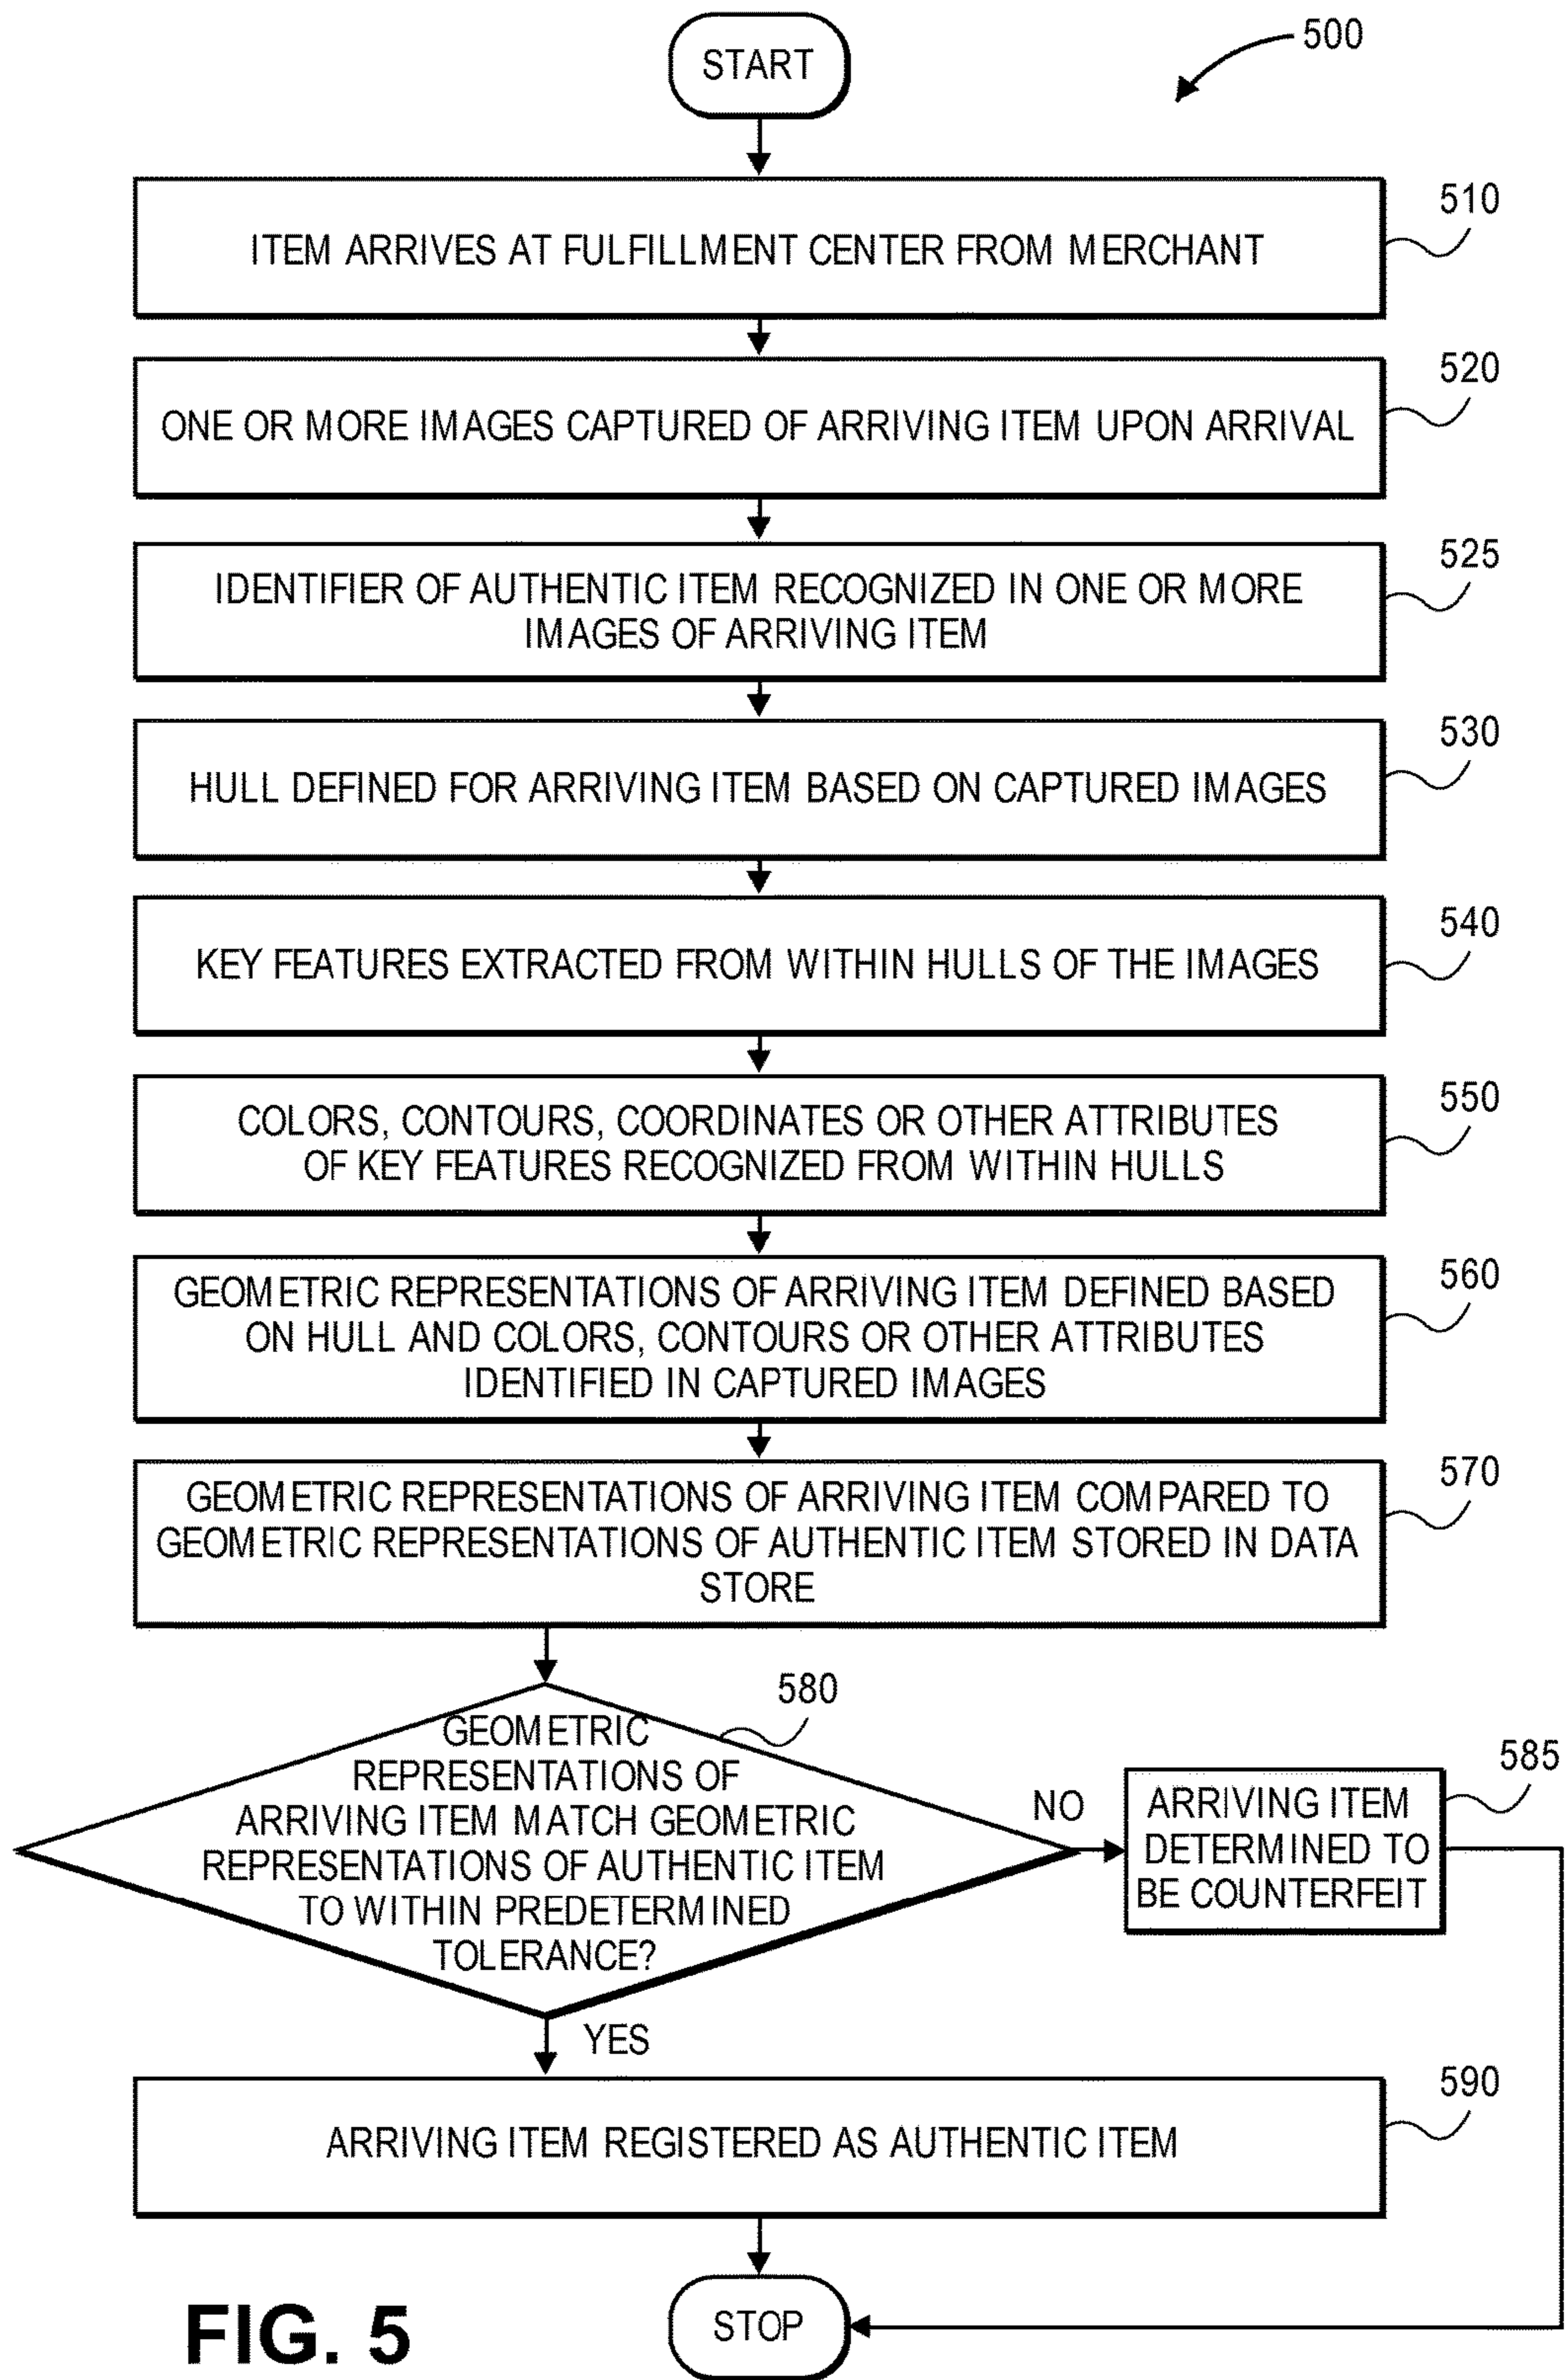 START
500
510
ITEM ARRIVES AT FULFILLMENT CENTER FROM MERCHANT
520
ONE OR MORE IMAGES CAPTURED OF ARRIVING ITEM UPON ARRIVAL
525
IDENTIFIER OF AUTHENTIC ITEM RECOGNIZED IN ONE OR MORE
IMAGES OF ARRIVING ITEM
530
HULL DEFINED FOR ARRIVING ITEM BASED ON CAPTURED IMAGES
540
KEY FEATURES EXTRACTED FROM WITHIN HULLS OF THE IMAGES
550
COLORS, CONTOURS, COORDINATES OR OTHER ATTRIBUTES
OF KEY FEATURES RECOGNIZED FROM WITHIN HULLS
560
GEOMETRIC REPRESENTATIONS OF ARRIVING ITEM DEFINED BASED
ON HULL AND COLORS, CONTOURS OR OTHER ATTRIBUTES
IDENTIFIED IN CAPTURED IMAGES
570
GEOMETRIC REPRESENTATIONS OF ARRIVING ITEM COMPARED TO
GEOMETRIC REPRESENTATIONS OF AUTHENTIC ITEM STORED IN DATA
STORE
580
GEOMETRIC
REPRESENTATIONS OF
ARRIVING ITEM MATCH GEOMETRIC
REPRESENTATIONS OF AUTHENTIC ITEM
TO WITHIN PREDETERMINED
TOLERANCE?
NO
585
ARRIVING ITEM
DETERMINED TO
BE COUNTERFEIT
YES
590
ARRIVING ITEM REGISTERED AS AUTHENTIC ITEM
STOP
FIG. 5